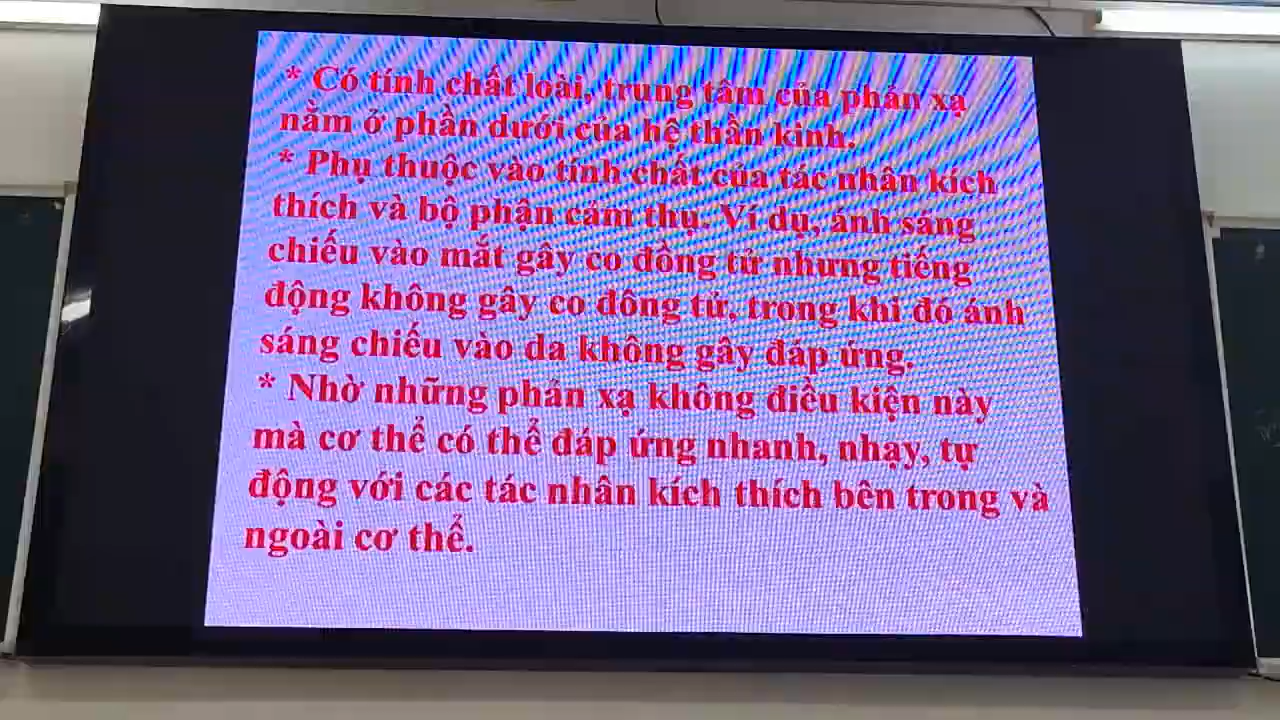 * Có tính chất loài, trung tâm của phản xạ
nằm ở phần dưới của hệ thần kinh.
* Phụ thuộc vào tính chất của tác nhân kích
thích và bộ phận cảm thụ. Ví dụ, ánh sáng
chiếu vào mắt gây co đồng tử nhưng tiếng
động không gây co đồng tử, trong khi đó ánh
sáng chiếu vào da không gây đáp ứng.
* Nhờ những phản xạ không điều kiện này
mà cơ thể có thể đáp ứng nhanh, nhạy, tự
động với các tác nhân kích thích bên trong và
ngoài cơ thể.